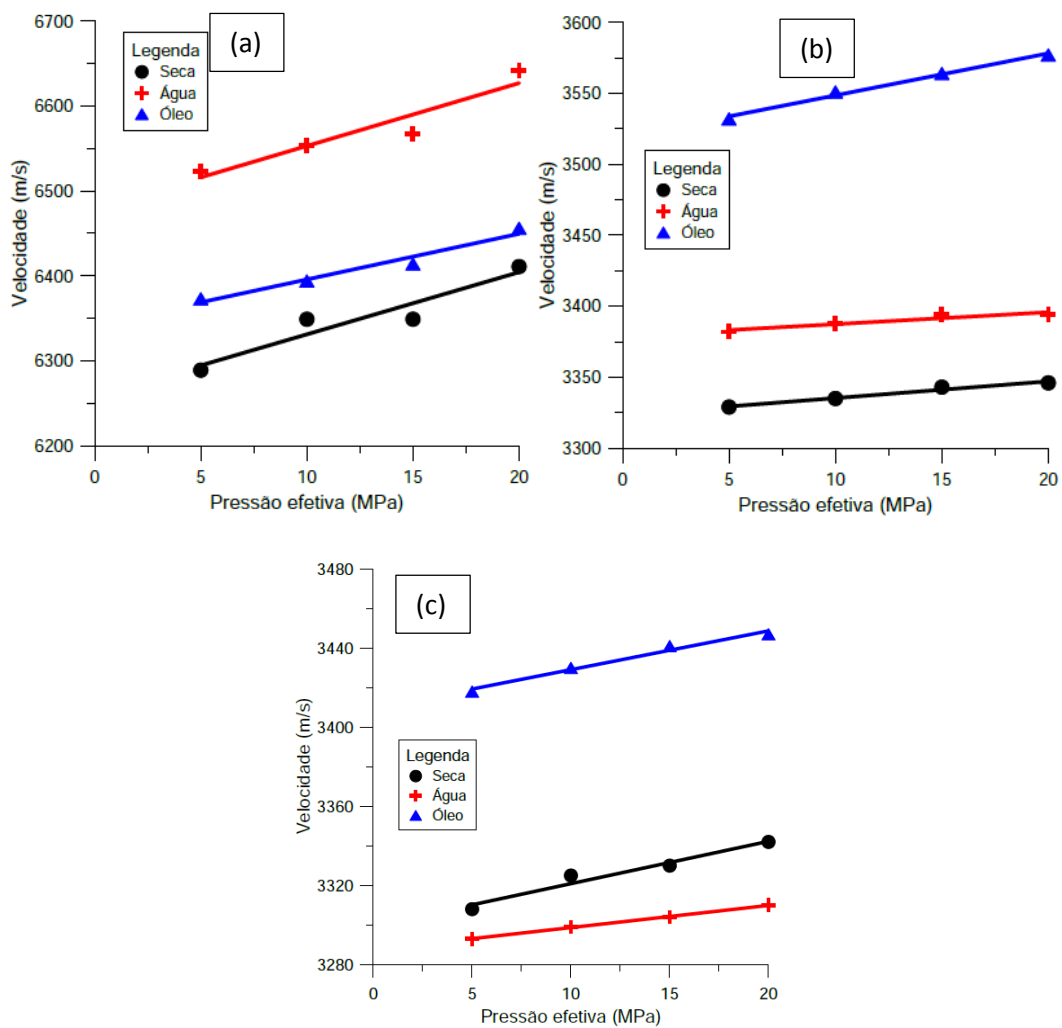 (a)
Legenda
Seca
Água
Óleo
Velocidade (m/s)
6700
6600
6500
6400
6300
6200
0 5 10 15 20
Pressão efetiva (MPa)
(b)
Legenda
Seca
Água
Óleo
Velocidade (m/s)
3600
3550
3500
3450
3400
3350
3300
0 5 10 15 20
Pressão efetiva (MPa)
(c)
Legenda
Seca
Água
Óleo
Velocidade (m/s)
3480
3440
3400
3360
3320
3280
0 5 10 15 20
Pressão efetiva (MPa)